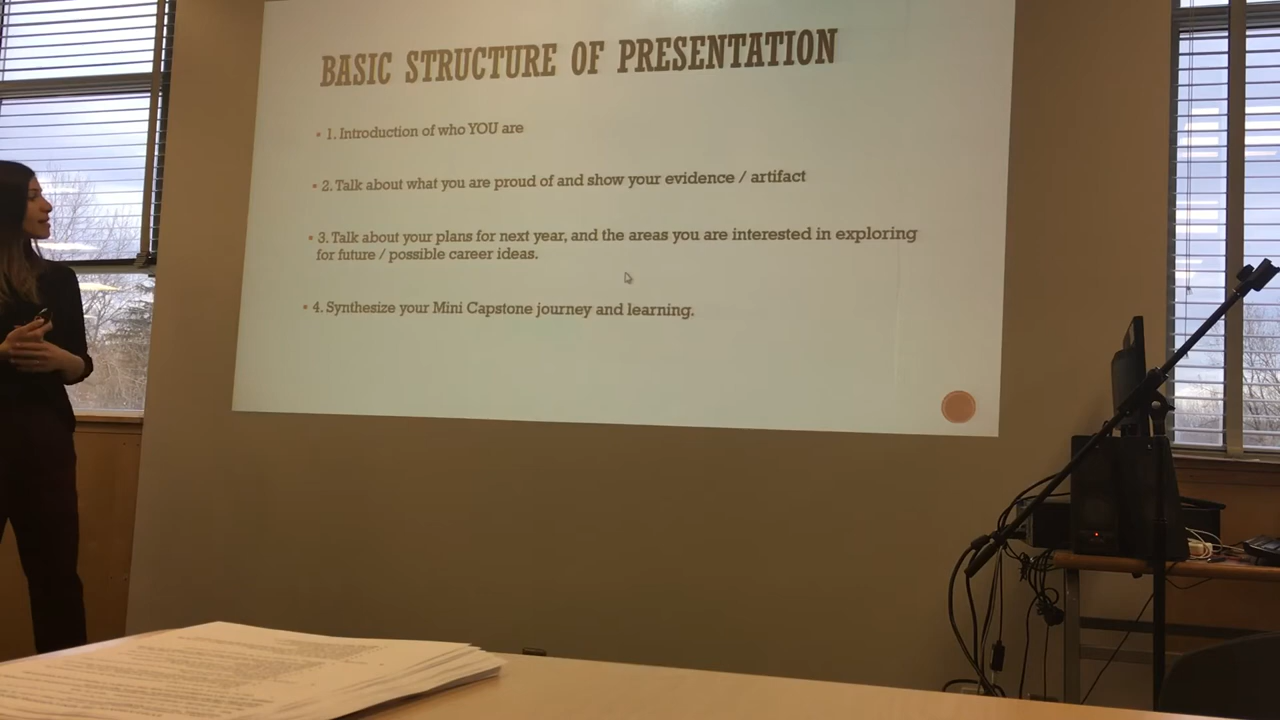 BASIC STRUCTURE OF PRESENTATION
1. Introduction of who YOU are
2. Talk about what you are proud of and show your evidence / artifact
3. Talk about your plans for next year, and the areas you are interested in exploring
for future / possible career ideas.
4. Synthesize your Mini Capstone journey and learning.